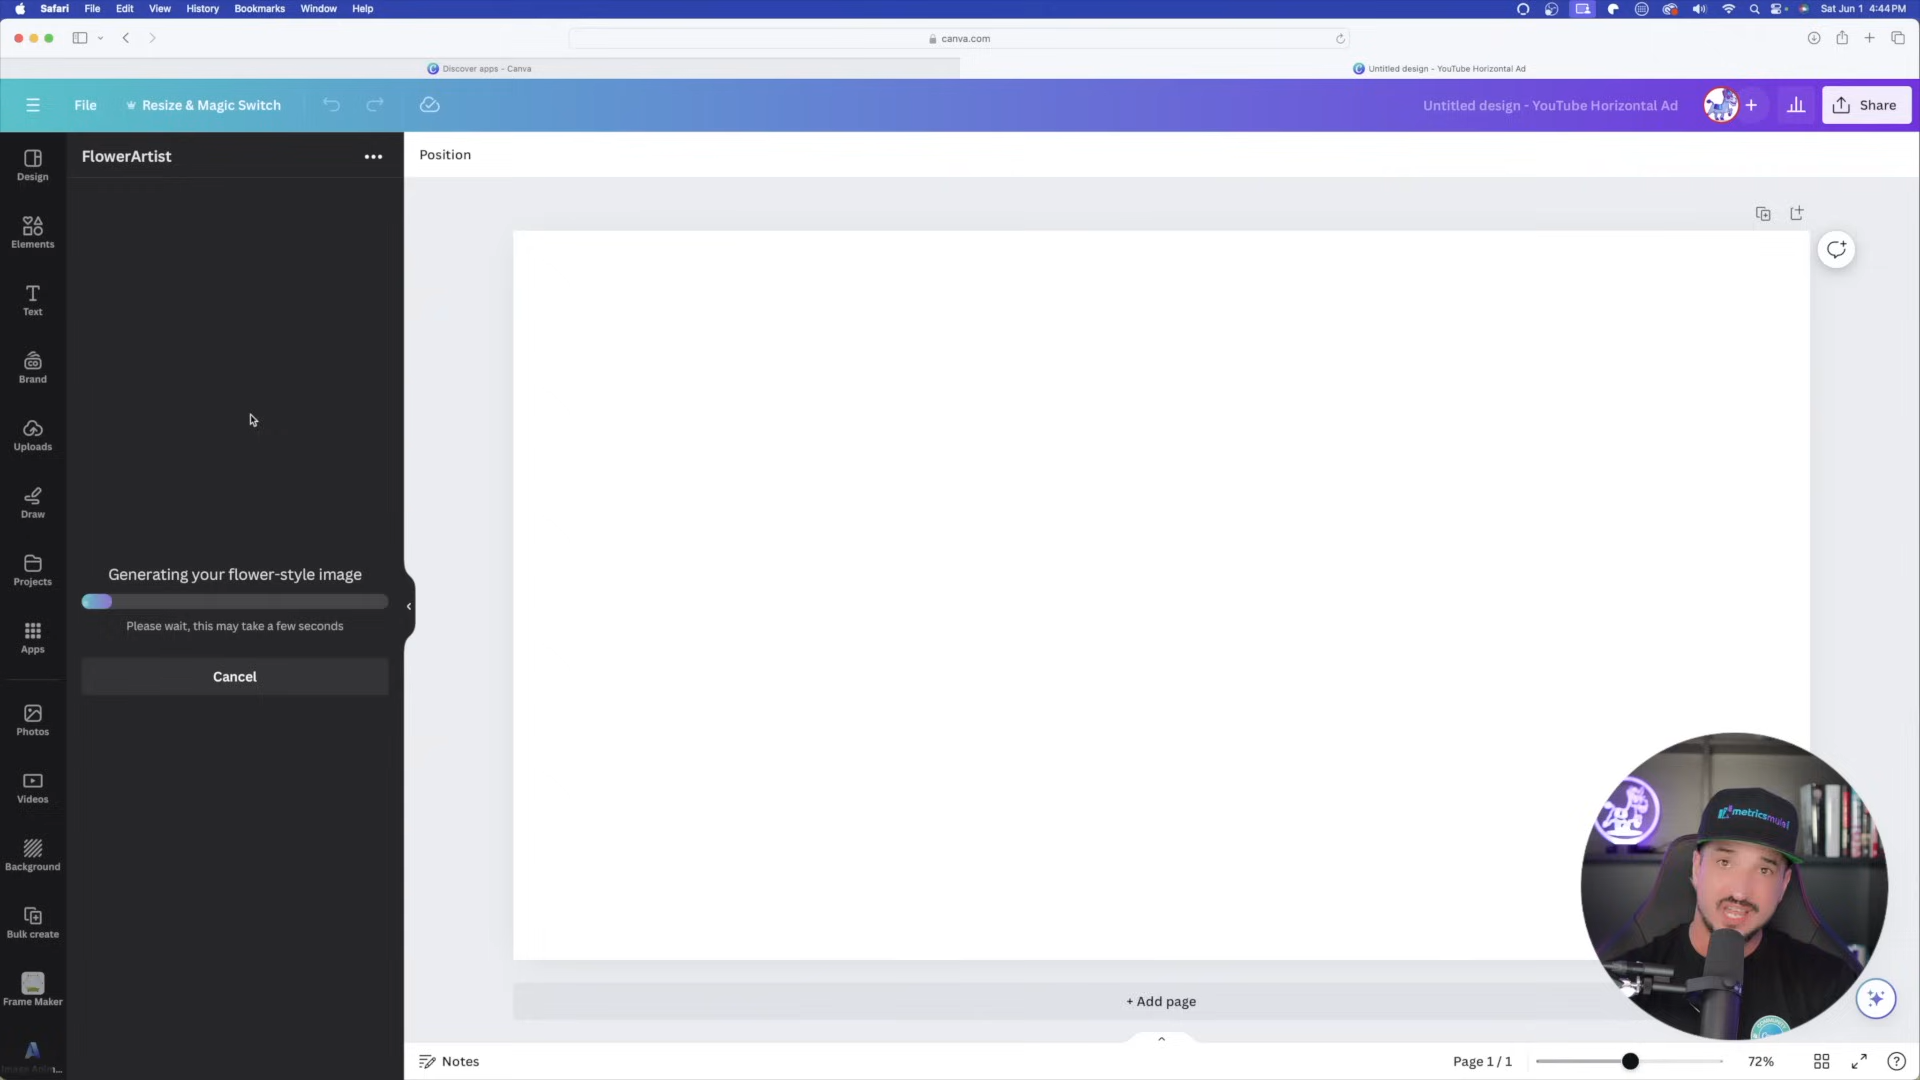 Safari File Edit View History Bookmarks Window Help
Sat Jun 1 4:44 PM
canva.com
Discover apps - Canva
Untitled design - YouTube Horizontal Ad
File
Resize & Magic Switch
Untitled design - YouTube Horizontal Ad
Share
Design
Elements
Text
Brand
Uploads
Draw
Projects
Apps
Photos
Videos
Background
Bulk create
Frame Maker
FlowerArtist
Position
Generating your flower-style image
Please wait, this may take a few seconds
Cancel
metricsmule
+ Add page
Notes
Page 1 / 1
72%